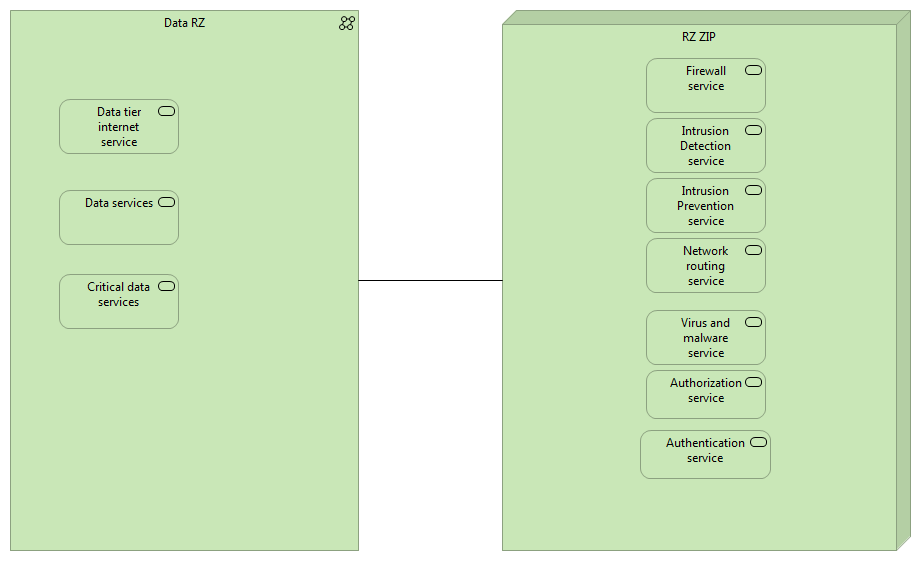 Data RZ
Data tier
internet
service
Data services
Critical data
services
RZ ZIP
Firewall
service
Intrusion
Detection
service
Intrusion
Prevention
service
Network
routing
service
Virus and
malware
service
Authorization
service
Authentication
service